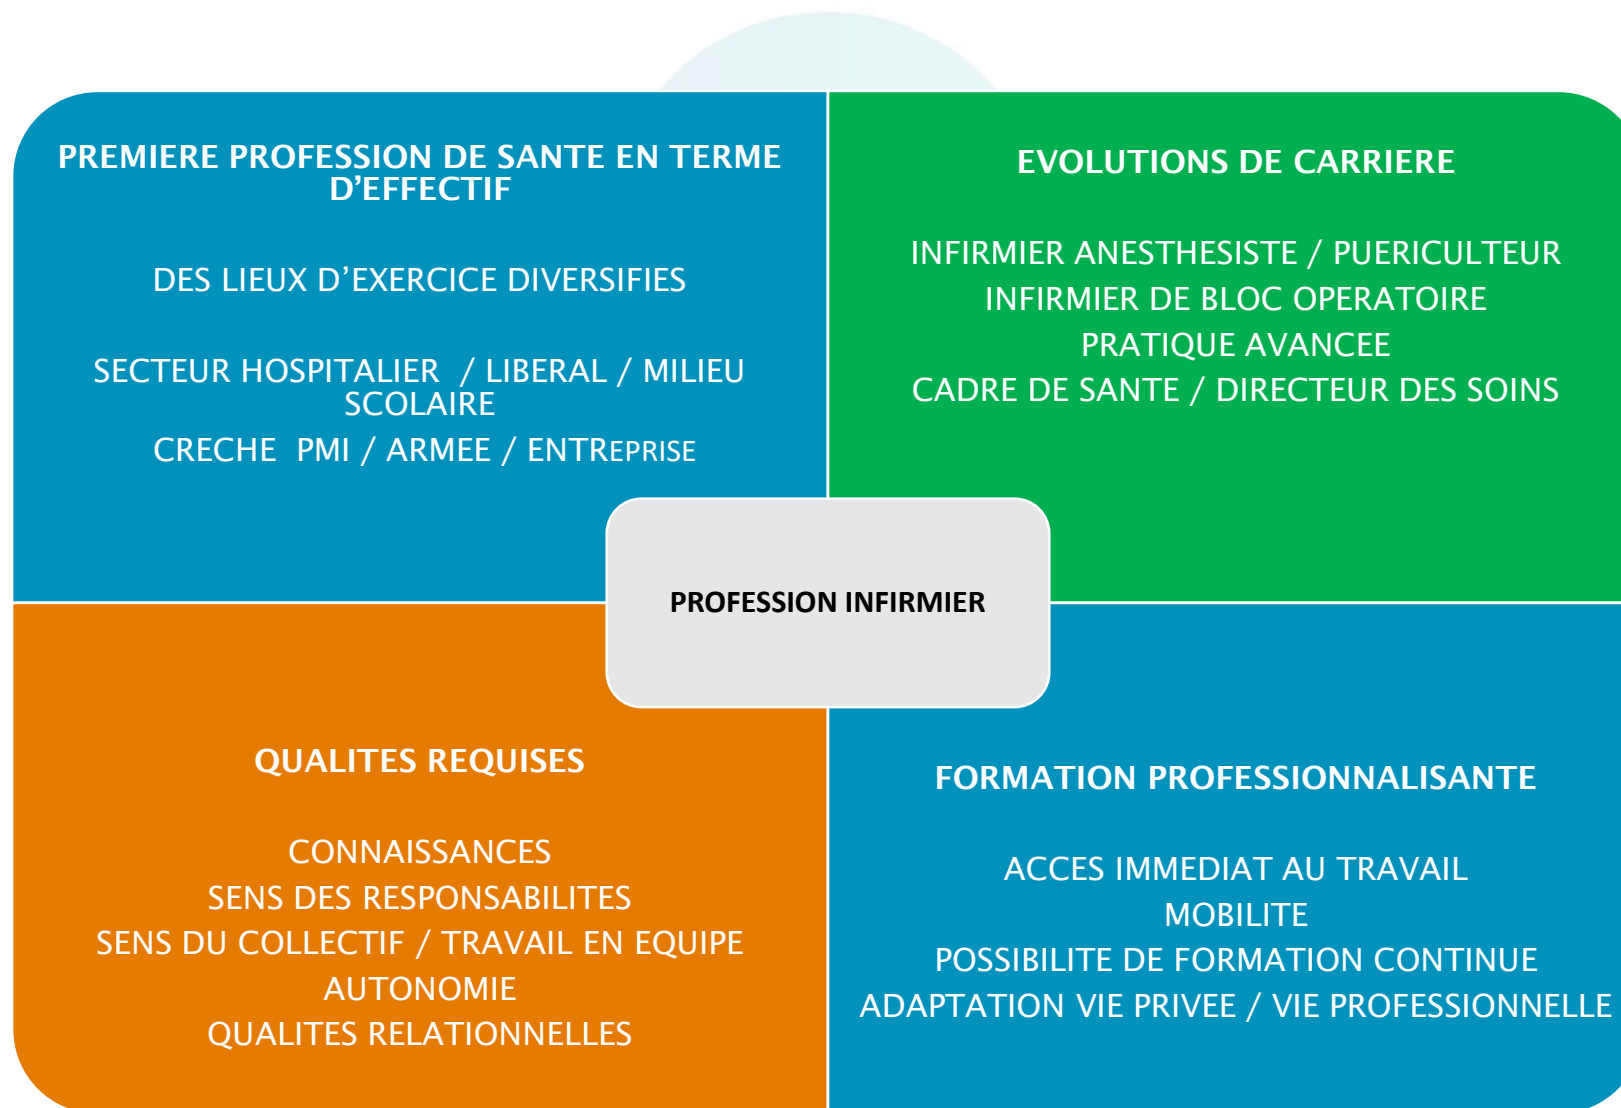 PREMIERE PROFESSION DE SANTE EN TERME
D’EFFECTIF
DES LIEUX D’EXERCICE DIVERSIFIES
SECTEUR HOSPITALIER / LIBERAL / MILIEU
SCOLAIRE
CRECHE PMI / ARMEE / ENTREPRISE
EVOLUTIONS DE CARRIERE
INFIRMIER ANESTHESISTE / PUERICULTEUR
INFIRMIER DE BLOC OPERATOIRE
PRATIQUE AVANCEE
CADRE DE SANTE / DIRECTEUR DES SOINS
PROFESSION INFIRMIER
QUALITES REQUISES
CONNAISSANCES
SENS DES RESPONSABILITES
SENS DU COLLECTIF / TRAVAIL EN EQUIPE
AUTONOMIE
QUALITES RELATIONNELLES
FORMATION PROFESSIONNALISANTE
ACCES IMMEDIAT AU TRAVAIL
MOBILITE
POSSIBILITE DE FORMATION CONTINUE
ADAPTATION VIE PRIVEE / VIE PROFESSIONNELLE